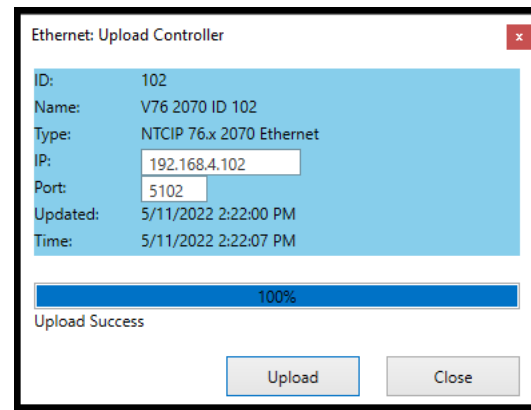 Ethernet: Upload Controller
x
ID: 102
Name: V76 2070 ID 102
Type: NTCIP 76.x 2070 Ethernet
IP: 192.168.4.102
Port: 5102
Updated: 5/11/2022 2:22:00 PM
Time: 5/11/2022 2:22:07 PM
100%
Upload Success
Upload Close